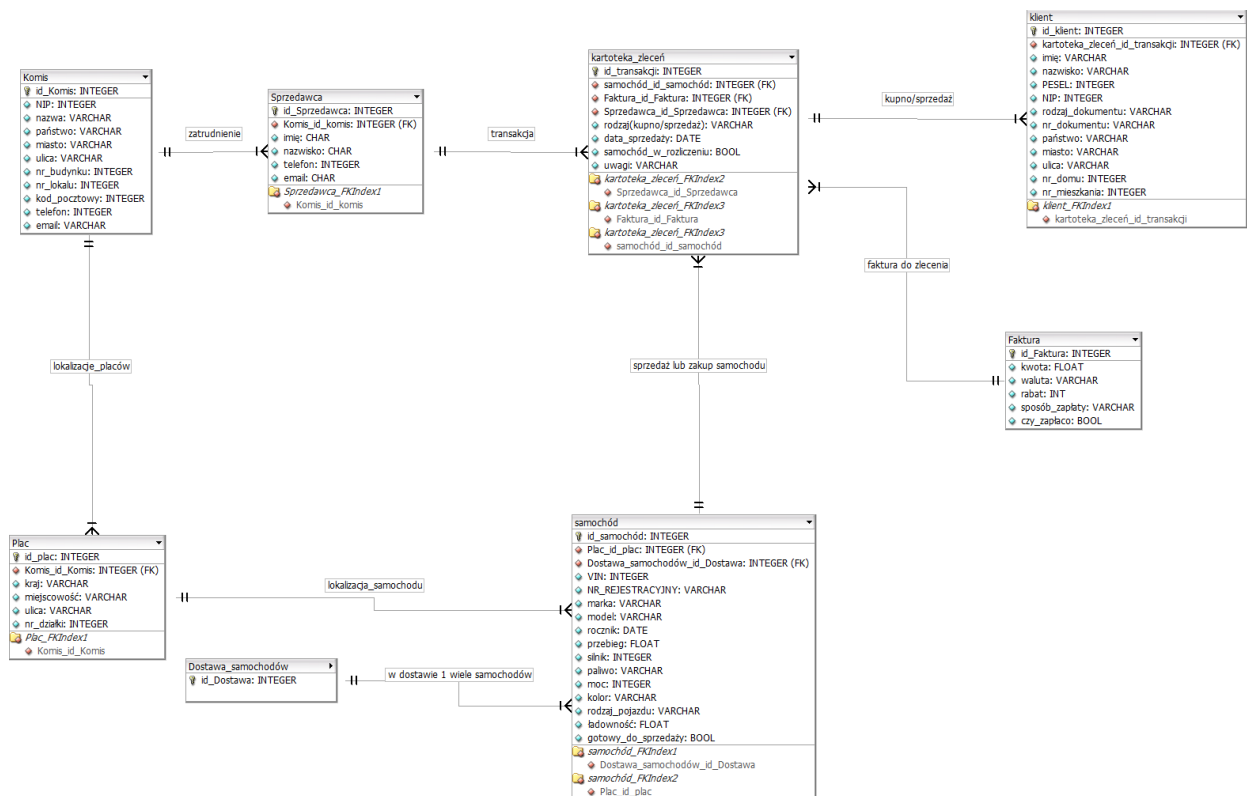 klient
id_klient: INTEGER
kartoteka_zleceń_id_transakcji: INTEGER (FK)
imię: VARCHAR
nazwisko: VARCHAR
PESEL: INTEGER
NIP: INTEGER
rodzaj_dokumentu: VARCHAR
nr_dokumentu: VARCHAR
państwo: VARCHAR
miasto: VARCHAR
ulica: VARCHAR
nr_domu: INTEGER
nr_mieszkania: INTEGER
klient_FKIndex1
kartoteka_zleceń_id_transakcji
kartoteka_zleceń
id_transakcji: INTEGER
samochód_id_samochód: INTEGER (FK)
Faktura_id_Faktura: INTEGER (FK)
Sprzedawca_id_Sprzedawca: INTEGER (FK)
rodzaj(kupno/sprzedaż): VARCHAR
data_sprzedaży: DATE
samochód_w_rozliczeniu: BOOL
uwagi: VARCHAR
kartoteka_zleceń_FKIndex2
Sprzedawca_id_Sprzedawca
kartoteka_zleceń_FKIndex3
Faktura_id_Faktura
kartoteka_zleceń_FKIndex3
samochód_id_samochód
Komis
id_Komis: INTEGER
NIP: INTEGER
nazwa: VARCHAR
państwo: VARCHAR
miasto: VARCHAR
ulica: VARCHAR
nr_budynku: INTEGER
nr_lokalu: INTEGER
kod_pocztowy: INTEGER
telefon: INTEGER
email: VARCHAR
Sprzedawca
id_Sprzedawca: INTEGER
Komis_id_komis: INTEGER (FK)
imię: CHAR
nazwisko: CHAR
telefon: INTEGER
email: CHAR
Sprzedawca_FKIndex1
Komis_id_komis
zatrudnienie
transakcja
kupno/sprzedaż
faktura do zlecenia
lokalizacje_placów
sprzedaż lub zakup samochodu
Faktura
id_Faktura: INTEGER
kwota: FLOAT
waluta: VARCHAR
rabat: INT
sposób_zapłaty: VARCHAR
czy_zapłaco: BOOL
Plac
id_plac: INTEGER
Komis_id_Komis: INTEGER (FK)
kraj: VARCHAR
miejscowość: VARCHAR
ulica: VARCHAR
nr_działki: INTEGER
Plac_FKIndex1
Komis_id_Komis
lokalizacja_samochodu
Dostawa_samochodów
id_Dostawa: INTEGER
w dostawie 1 wiele samochodów
samochód
id_samochód: INTEGER
Plac_id_plac: INTEGER (FK)
Dostawa_samochodów_id_Dostawa: INTEGER (FK)
VIN: INTEGER
NR_REJESTRACYJNY: VARCHAR
marka: VARCHAR
model: VARCHAR
rocznik: DATE
przebieg: FLOAT
silnik: INTEGER
paliwo: VARCHAR
moc: INTEGER
kolor: VARCHAR
rodzaj_pojazdu: VARCHAR
ładowność: FLOAT
gotowy_do_sprzedaży: BOOL
samochód_FKIndex1
Dostawa_samochodów_id_Dostawa
samochód_FKIndex2
Plac_id_plac